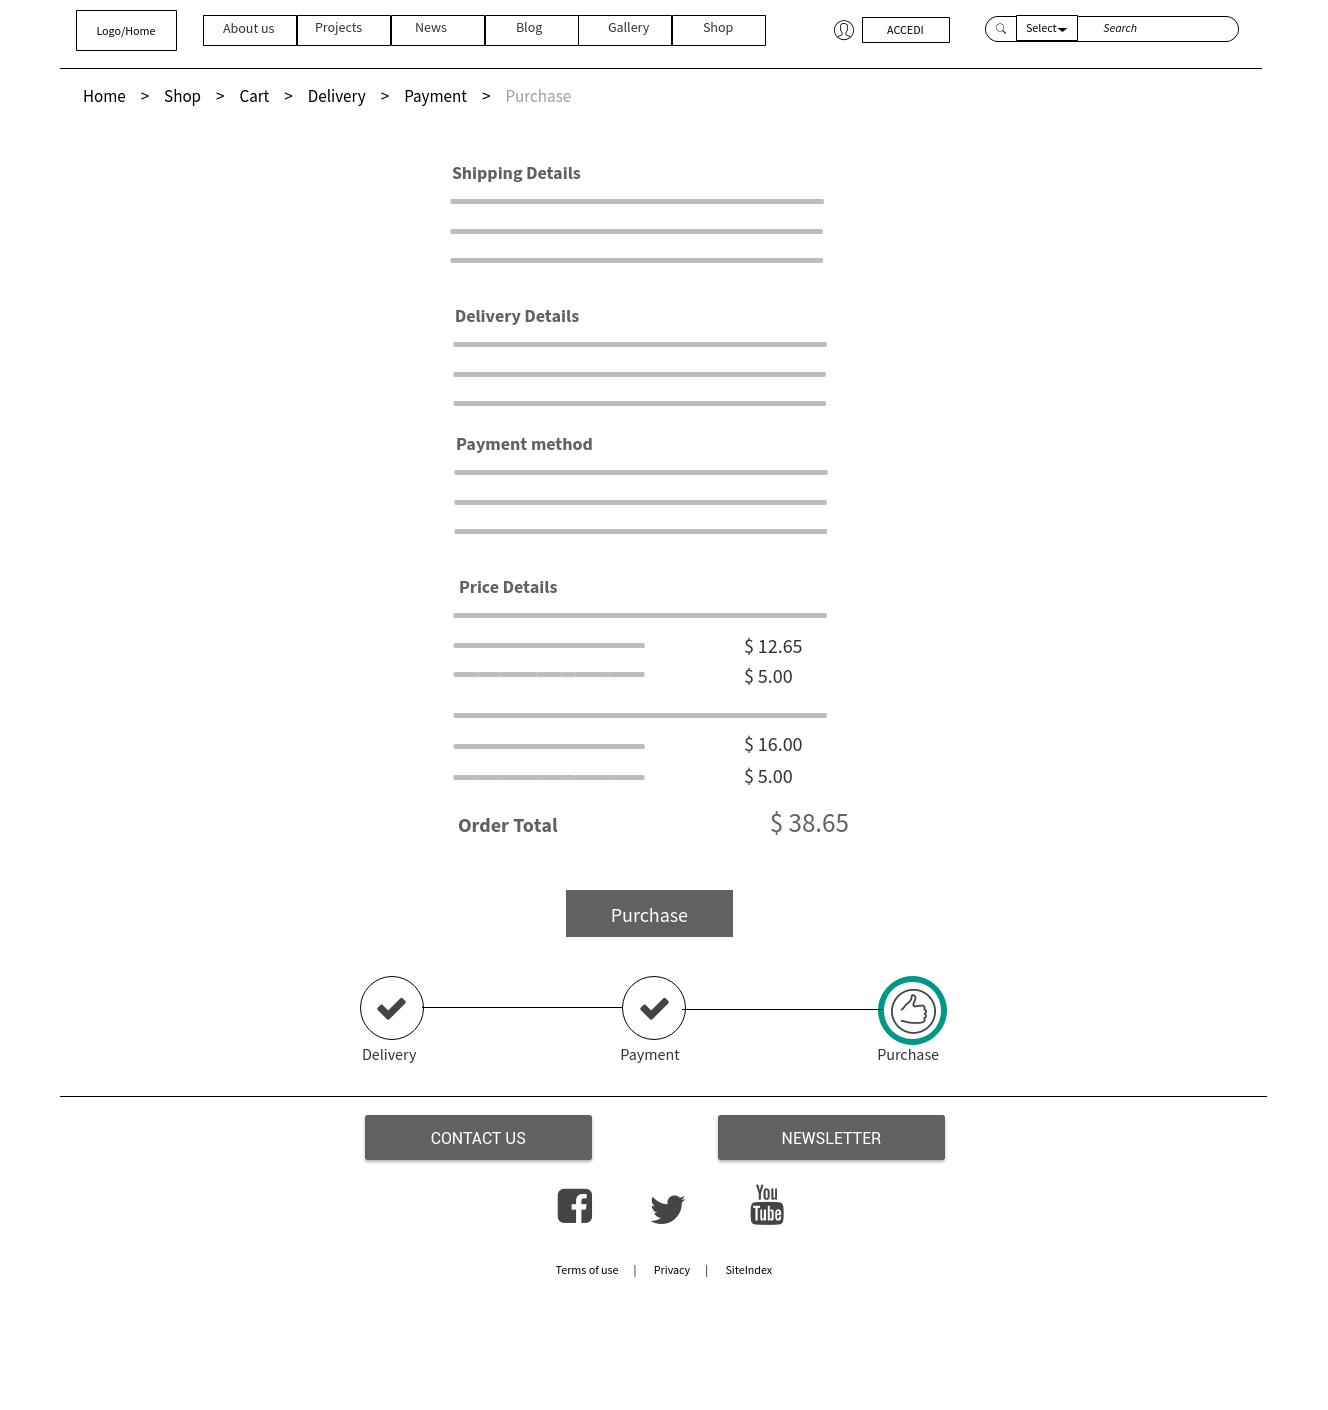 Logo/Home About us Projects News Blog Gallery Shop ACCEDI Select Search
Home > Shop > Cart > Delivery > Payment > Purchase
Shipping Details
Delivery Details
Payment method
Price Details
$ 12.65
$ 5.00
$ 16.00
$ 5.00
Order Total $ 38.65
Purchase
Delivery Payment Purchase
CONTACT US NEWSLETTER
You
Tube
Terms of use | Privacy | SiteIndex